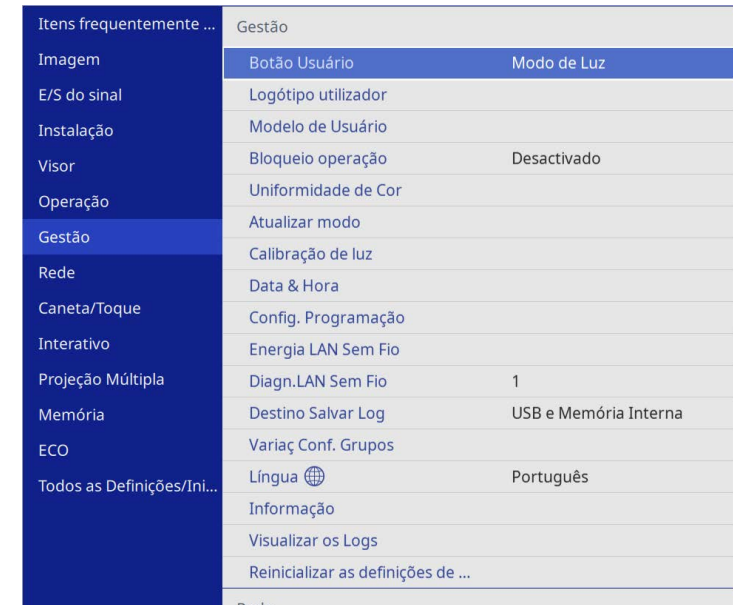 Itens frequentemente ...
Imagem
E/S do sinal
Instalação
Visor
Operação
Gestão
Rede
Caneta/Toque
Interativo
Projeção Múltipla
Memória
ECO
Todos as Definições/Ini...
Gestão
Botão Usuário Modo de Luz
Logótipo utilizador
Modelo de Usuário
Bloqueio operação Desactivado
Uniformidade de Cor
Atualizar modo
Calibração de luz
Data & Hora
Config. Programação
Energia LAN Sem Fio
Diagn.LAN Sem Fio 1
Destino Salvar Log USB e Memória Interna
Variaç Conf. Grupos
Língua Português
Informação
Visualizar os Logs
Reinicializar as definições de ...